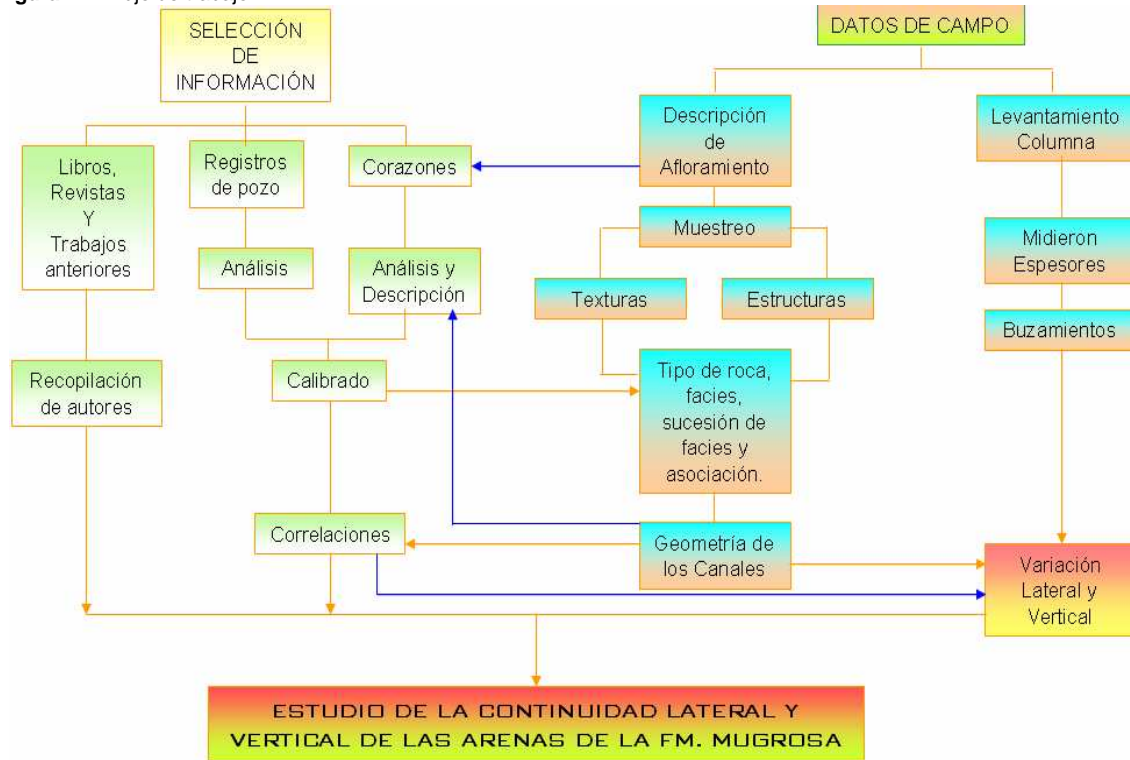 SELECCIÓN
DE
INFORMACIÓN
DATOS DE CAMPO
Libros,
Revistas
Y
Trabajos
anteriores
Registros
de pozo
Corazones
Descripción
de
Afloramiento
Levantamiento
Columna
Muestreo
Análisis
Análisis y
Descripción
Texturas
Estructuras
Midieron
Espesores
Buzamientos
Recopilación
de autores
Calibrado
Tipo de roca,
facies,
sucesión de
facies y
asociación.
Correlaciones
Geometría de
los Canales
Variación
Lateral y
Vertical
ESTUDIO DE LA CONTINUIDAD LATERAL Y
VERTICAL DE LAS ARENAS DE LA FM. MUGROSA